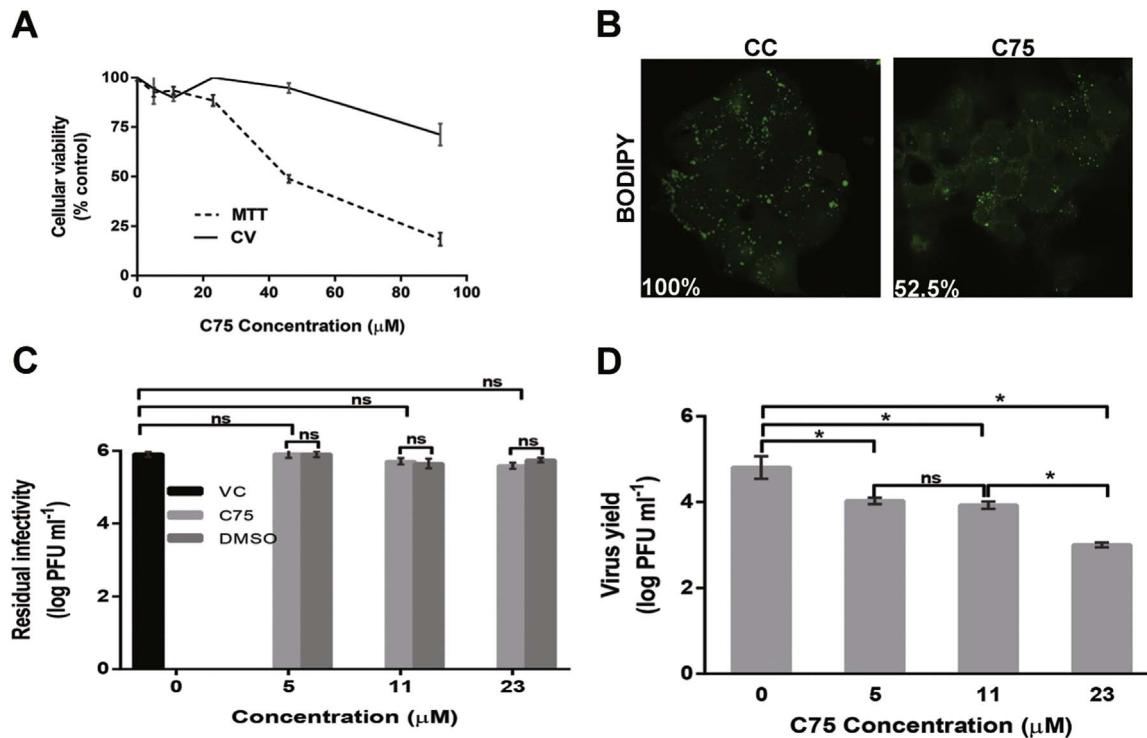 A
100
75
50
25
0
Cellular viability
(% control)
MTT
CV
0 20 40 60 80 100
C75 Concentration (μM)
B
CC C75
BODIPY
100% 52.5%
C
ns
ns
ns
ns ns ns
6
4
2
0
Residual infectivity
(log PFU ml-1)
VC
C75
DMSO
0 5 11 23
Concentration (μM)
D
*
*
*
ns *
6
4
2
0
Virus yield
(log PFU ml-1)
0 5 11 23
C75 Concentration (μM)